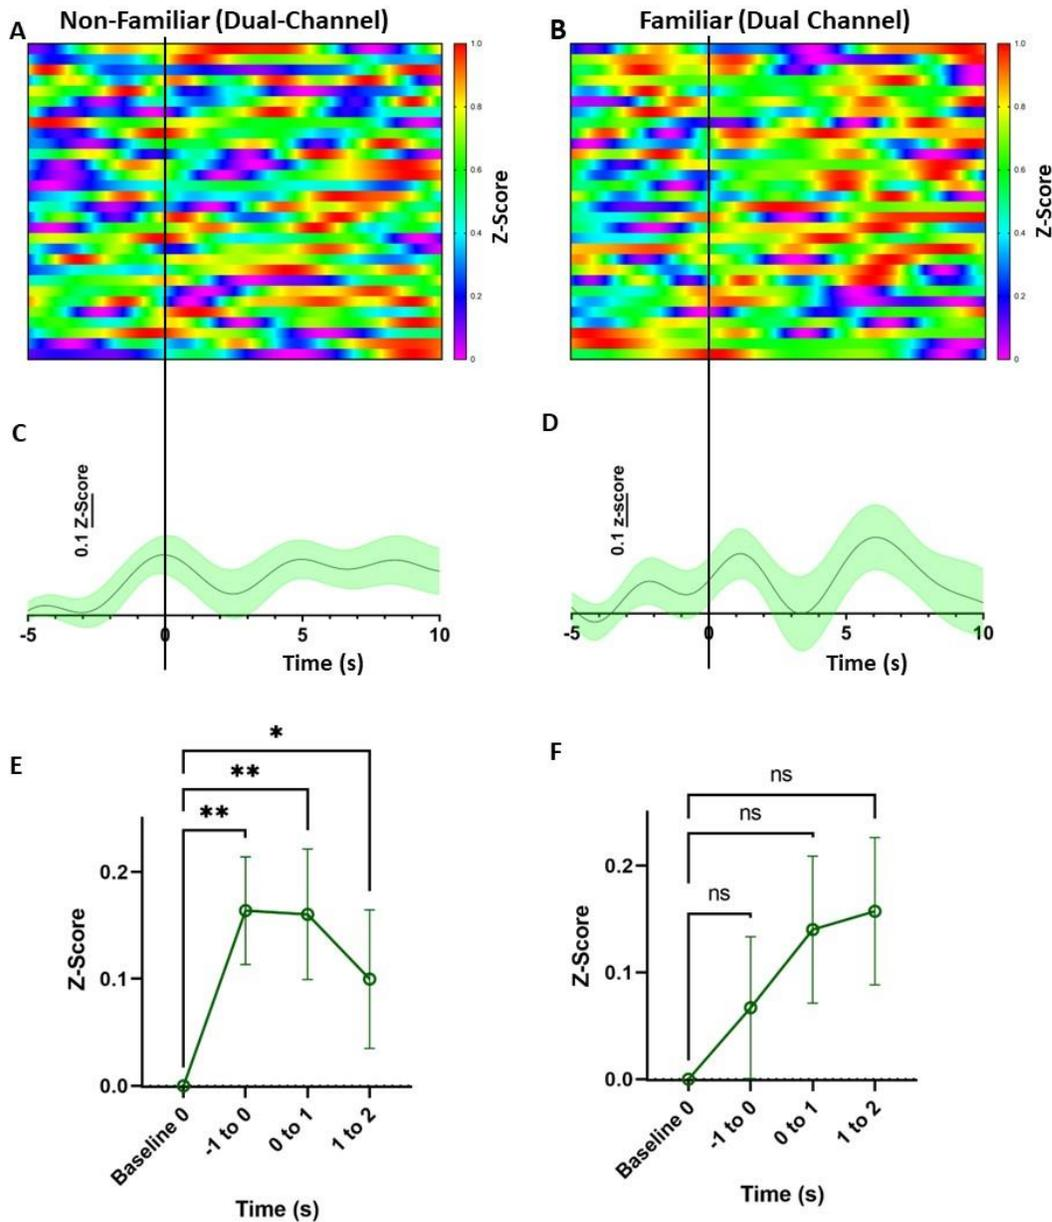 A
Non-Familiar (Dual-Channel)
1.0
0.8
0.6
0.4
0.2
0
Z-Score
B
Familiar (Dual Channel)
1.0
0.8
0.6
0.4
0.2
0
Z-Score
C
0.1 Z-Score
-5
0
5
10
Time (s)
D
0.1 z-score
-5
0
5
10
Time (s)
E
*
**
**
0.2
0.1
0.0
Z-Score
Baseline 0
-1 to 0
0 to 1
1 to 2
Time (s)
F
ns
ns
ns
0.2
0.1
0.0
Z-Score
Baseline 0
-1 to 0
0 to 1
1 to 2
Time (s)